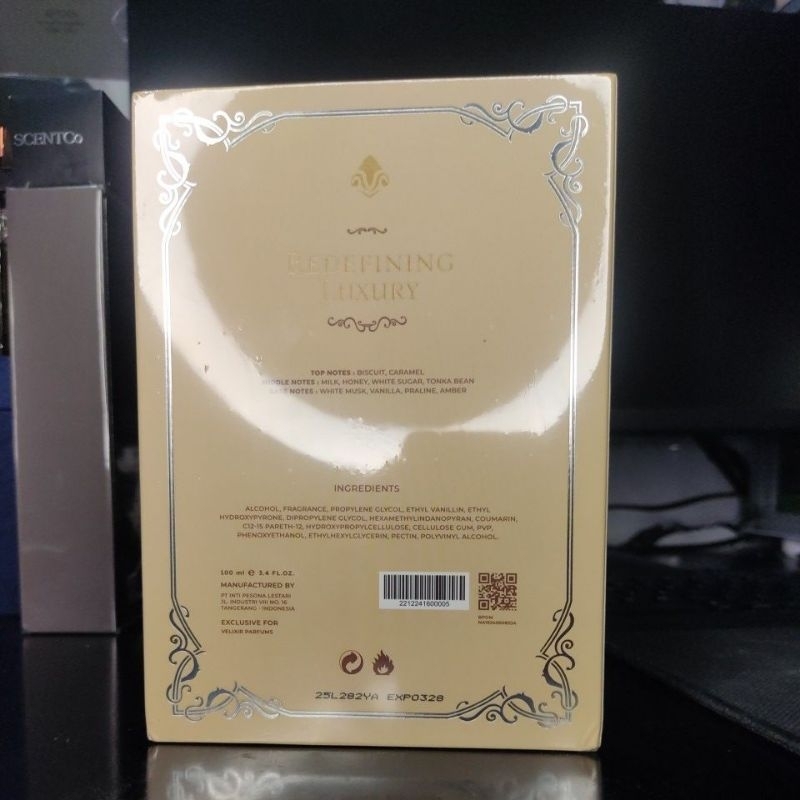 SCENTCo
REDEFINING
LUXURY
TOP NOTES : BISCUIT, CARAMEL
MIDDLE NOTES : MILK, HONEY, WHITE SUGAR, TONKA BEAN
BASE NOTES : WHITE MUSK, VANILLA, PRALINE, AMBER
INGREDIENTS
ALCOHOL, FRAGRANCE, PROPYLENE GLYCOL, ETHYL VANILLIN, ETHYL
HYDROXYPYRONE, DIPROPYLENE GLYCOL, HEXAMETHYLINDANOPYRAN, COUMARIN,
C12-15 PARETH-12, HYDROXYPROPYLCELLULOSE, CELLULOSE GUM, PVP,
PHENOXYETHANOL, ETHYLHEXYLGLYCERIN, PECTIN, POLYVINYL ALCOHOL.
100 ml e 3.4 FL.OZ.
MANUFACTURED BY
PT INTI PESONA LESTARI
JL. INDUSTRI VIII NO. 16
TANGERANG - INDONESIA
EXCLUSIVE FOR
VELIXIR PARFUMS
2212241600095
BPOM
25L282YA EXP0328